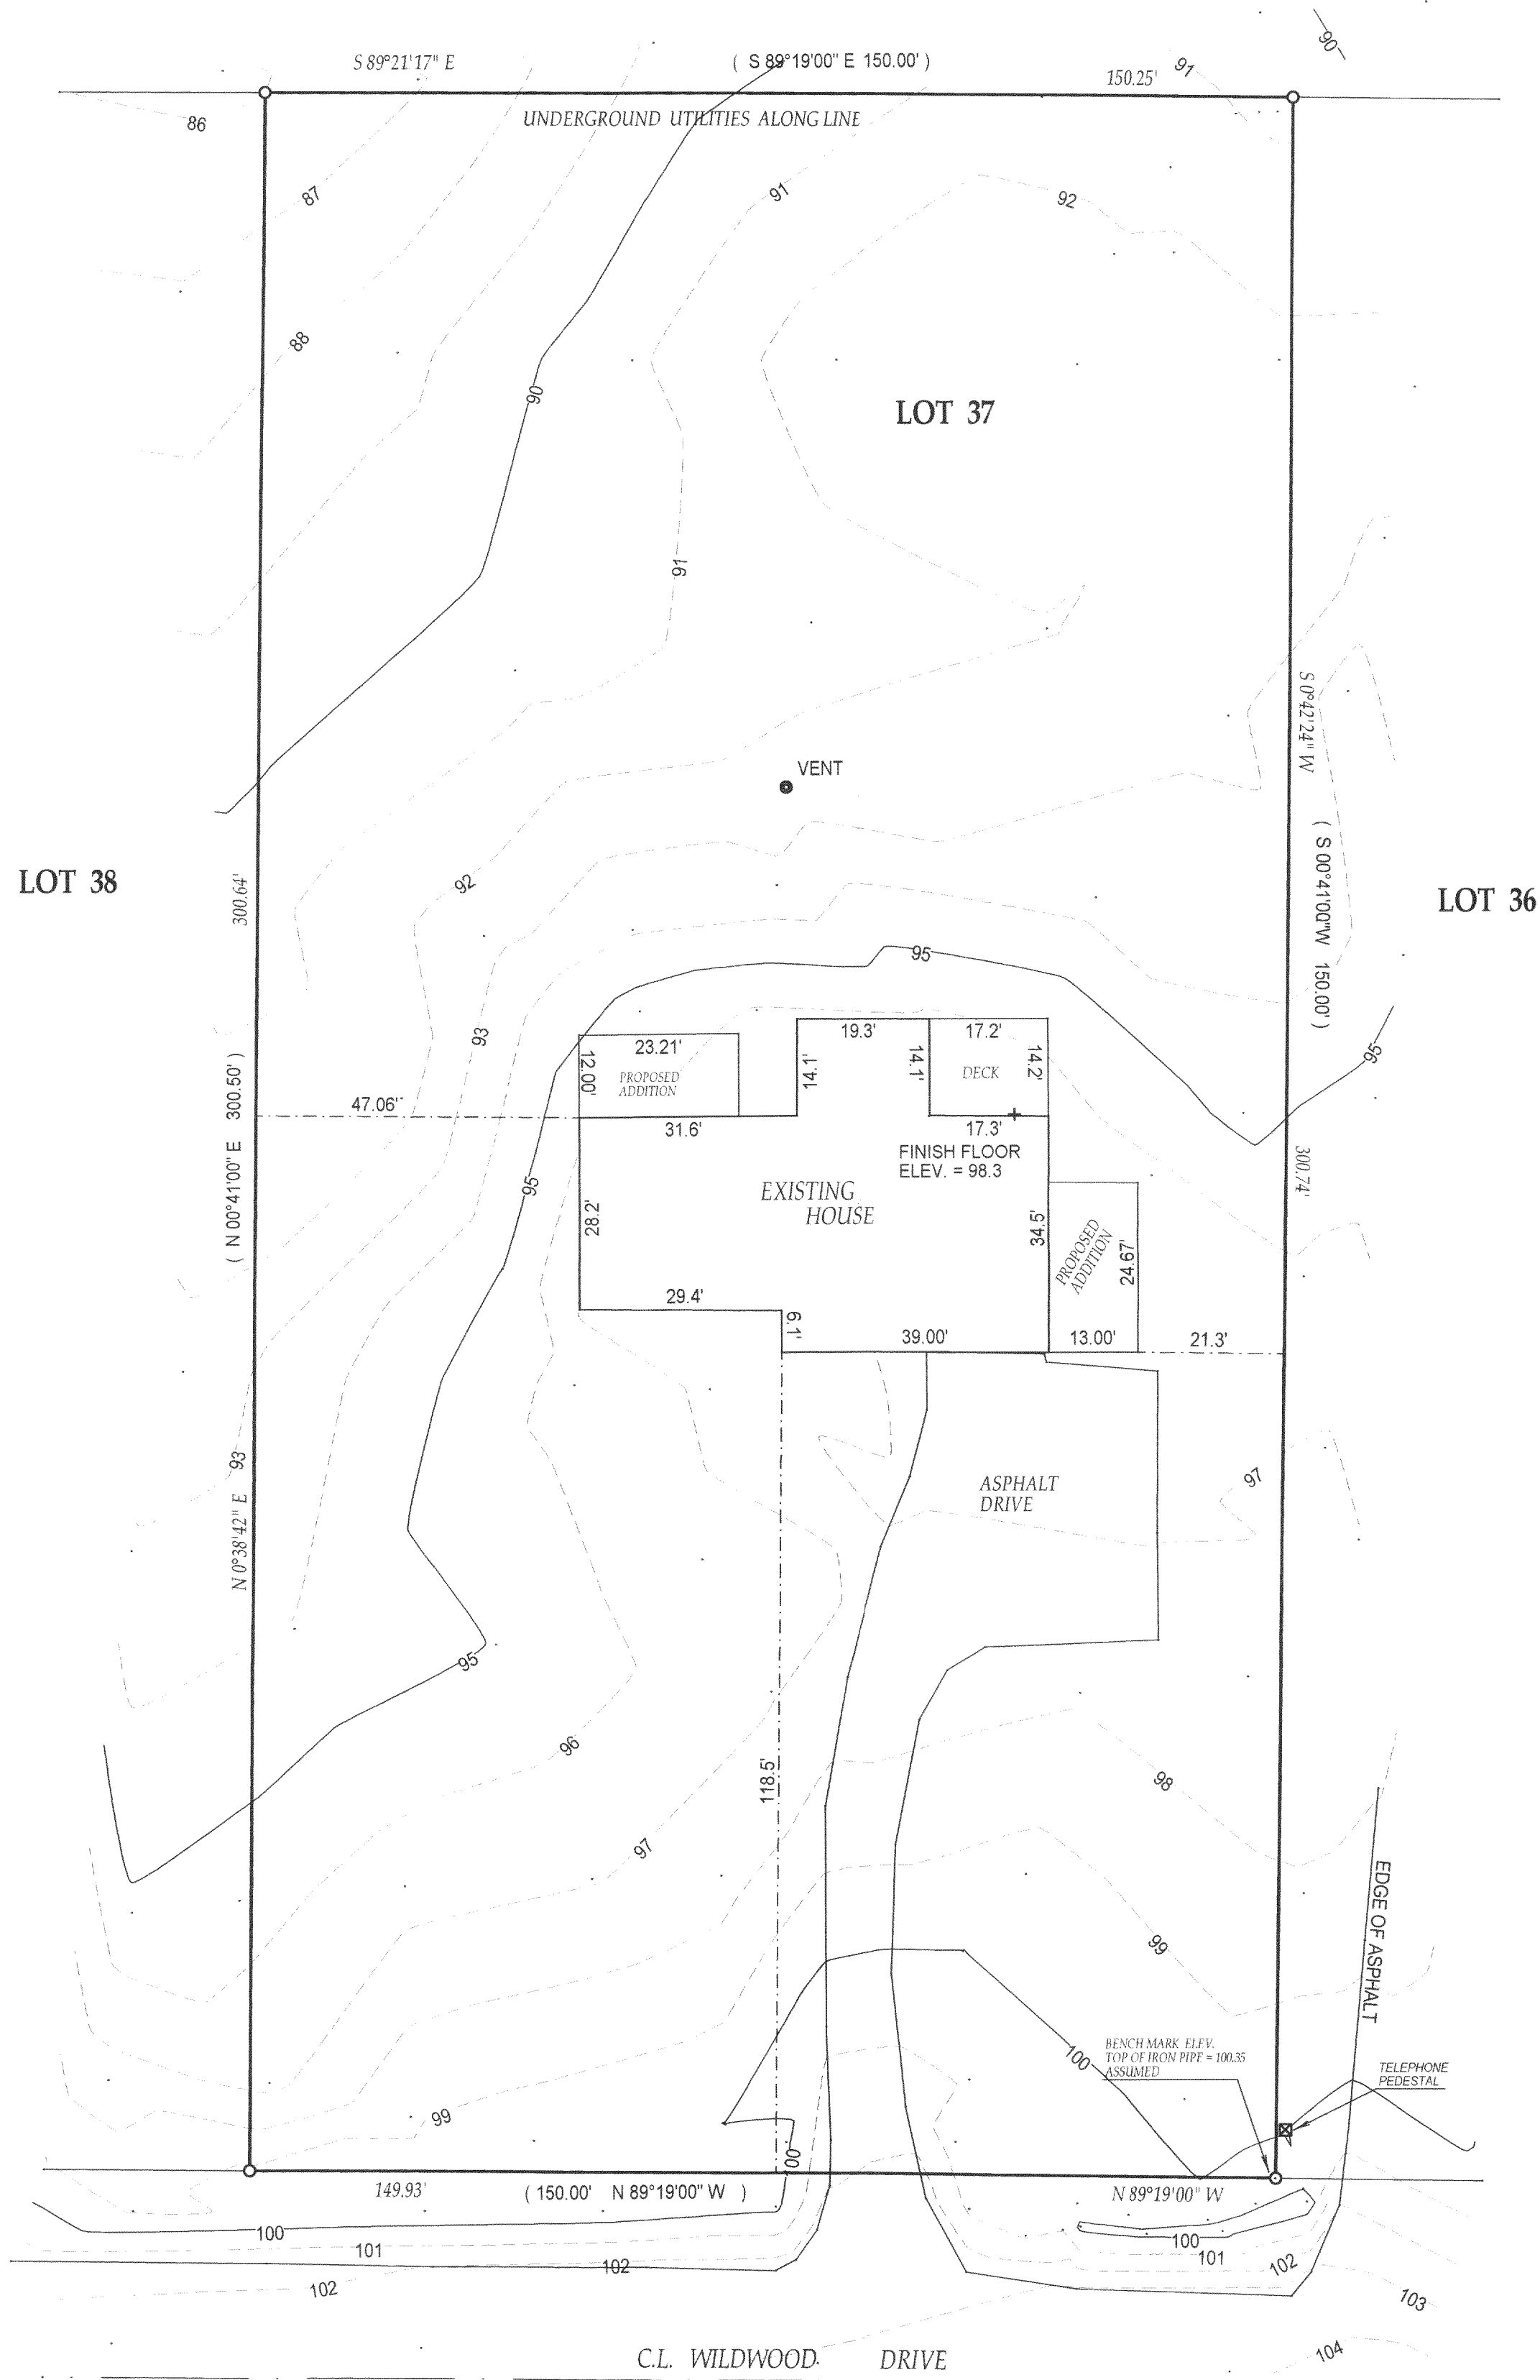 90
S 89°21'17" E
( S 89°19'00" E 150.00' )
150.25'
91
86
UNDERGROUND UTILITIES ALONG LINE
87
91
92
88
90
LOT 37
91
S 0°42'24" W
VENT
( S 00°41'00"W 150.00' )
LOT 38
300.64'
92
LOT 36
95
93
19.3'
17.2'
23.21'
12.00'
14.1'
14.1'
14.2'
95
PROPOSED
ADDITION
DECK
( N 00°41'00" E 300.50' )
47.06'
31.6'
17.3'
FINISH FLOOR
ELEV. = 98.3
300.74'
95
EXISTING
HOUSE
28.2'
34.5'
PROPOSED
ADDITION
24.67'
29.4'
6.1'
39.00'
13.00'
21.3'
93
97
ASPHALT
DRIVE
N 0°38'42" E
95
96
118.5'
98
97
EDGE OF ASPHALT
99
BENCH MARK ELEV.
TOP OF IRON PIPE = 100.35
ASSUMED
100
TELEPHONE
PEDESTAL
99
100
149.93'
( 150.00' N 89°19'00" W )
N 89°19'00" W
100
100
101
101
102
102
102
103
104
C.L. WILDWOOD DRIVE